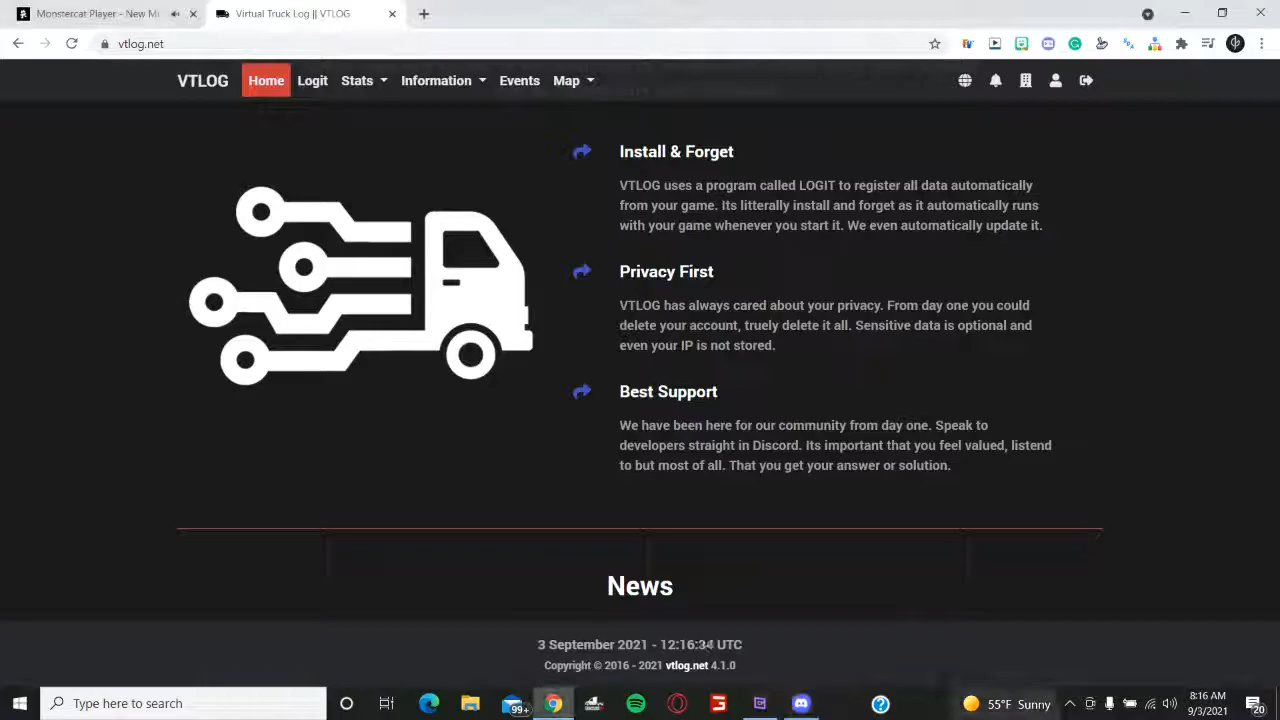 Monstercat Player - New Mu
Virtual Truck Log || VTLOG
vtlog.net
VTLOG Home Logit Stats Information Events Map
Install & Forget
VTLOG uses a program called LOGIT to register all data automatically
from your game. Its litterally install and forget as it automatically runs
with your game whenever you start it. We even automatically update it.
Privacy First
VTLOG has always cared about your privacy. From day one you could
delete your account, truely delete it all. Sensitive data is optional and
even your IP is not stored.
Best Support
We have been here for our community from day one. Speak to
developers straight in Discord. Its important that you feel valued, listend
to but most of all. That you get your answer or solution.
News
3 September 2021 - 12:16:34 UTC
Copyright © 2016 - 2021 vtlog.net 4.1.0
Type here to search
99+
55°F Sunny
8:16 AM
9/3/2021
20